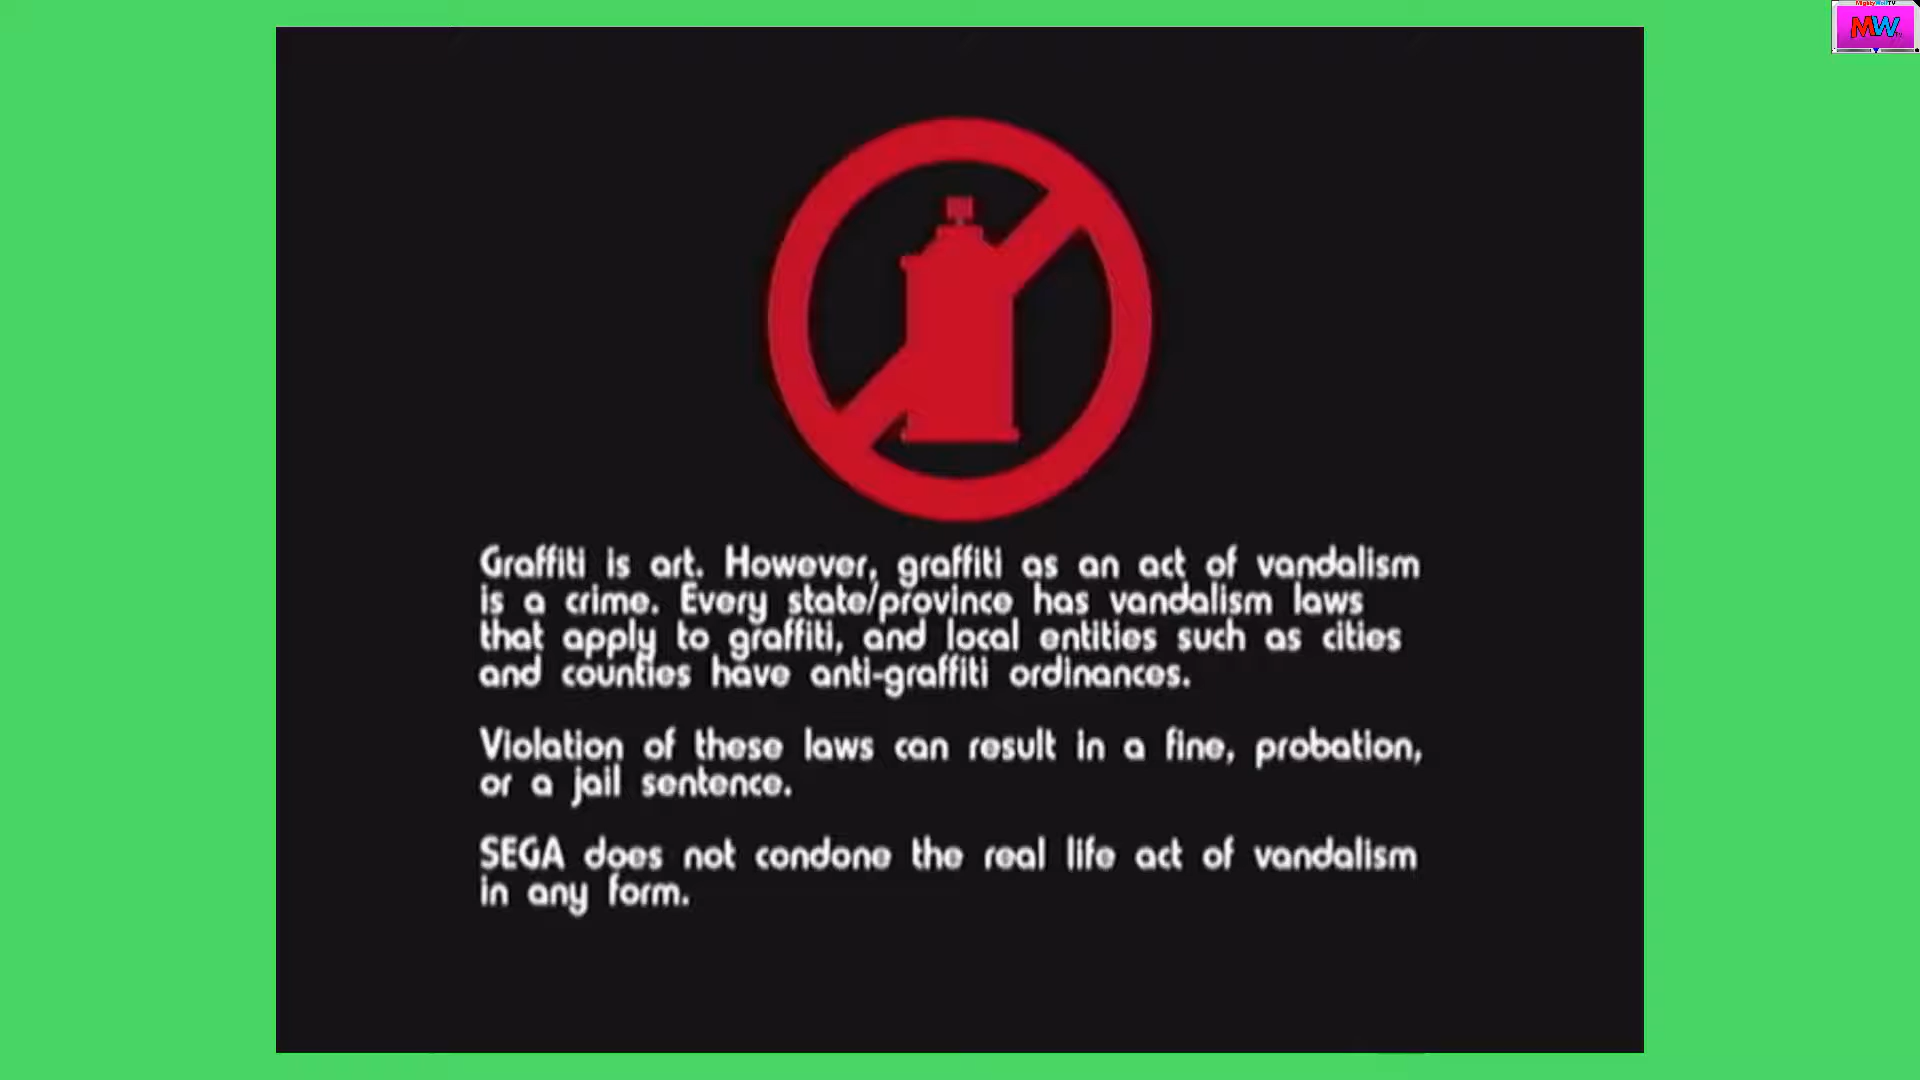 MightyWolfTV
MW
TV
Graffiti is art. However, graffiti as an act of vandalism
is a crime. Every state/province has vandalism laws
that apply to graffiti, and local entities such as cities
and counties have anti-graffiti ordinances.
Violation of these laws can result in a fine, probation,
or a jail sentence.
SEGA does not condone the real life act of vandalism
in any form.